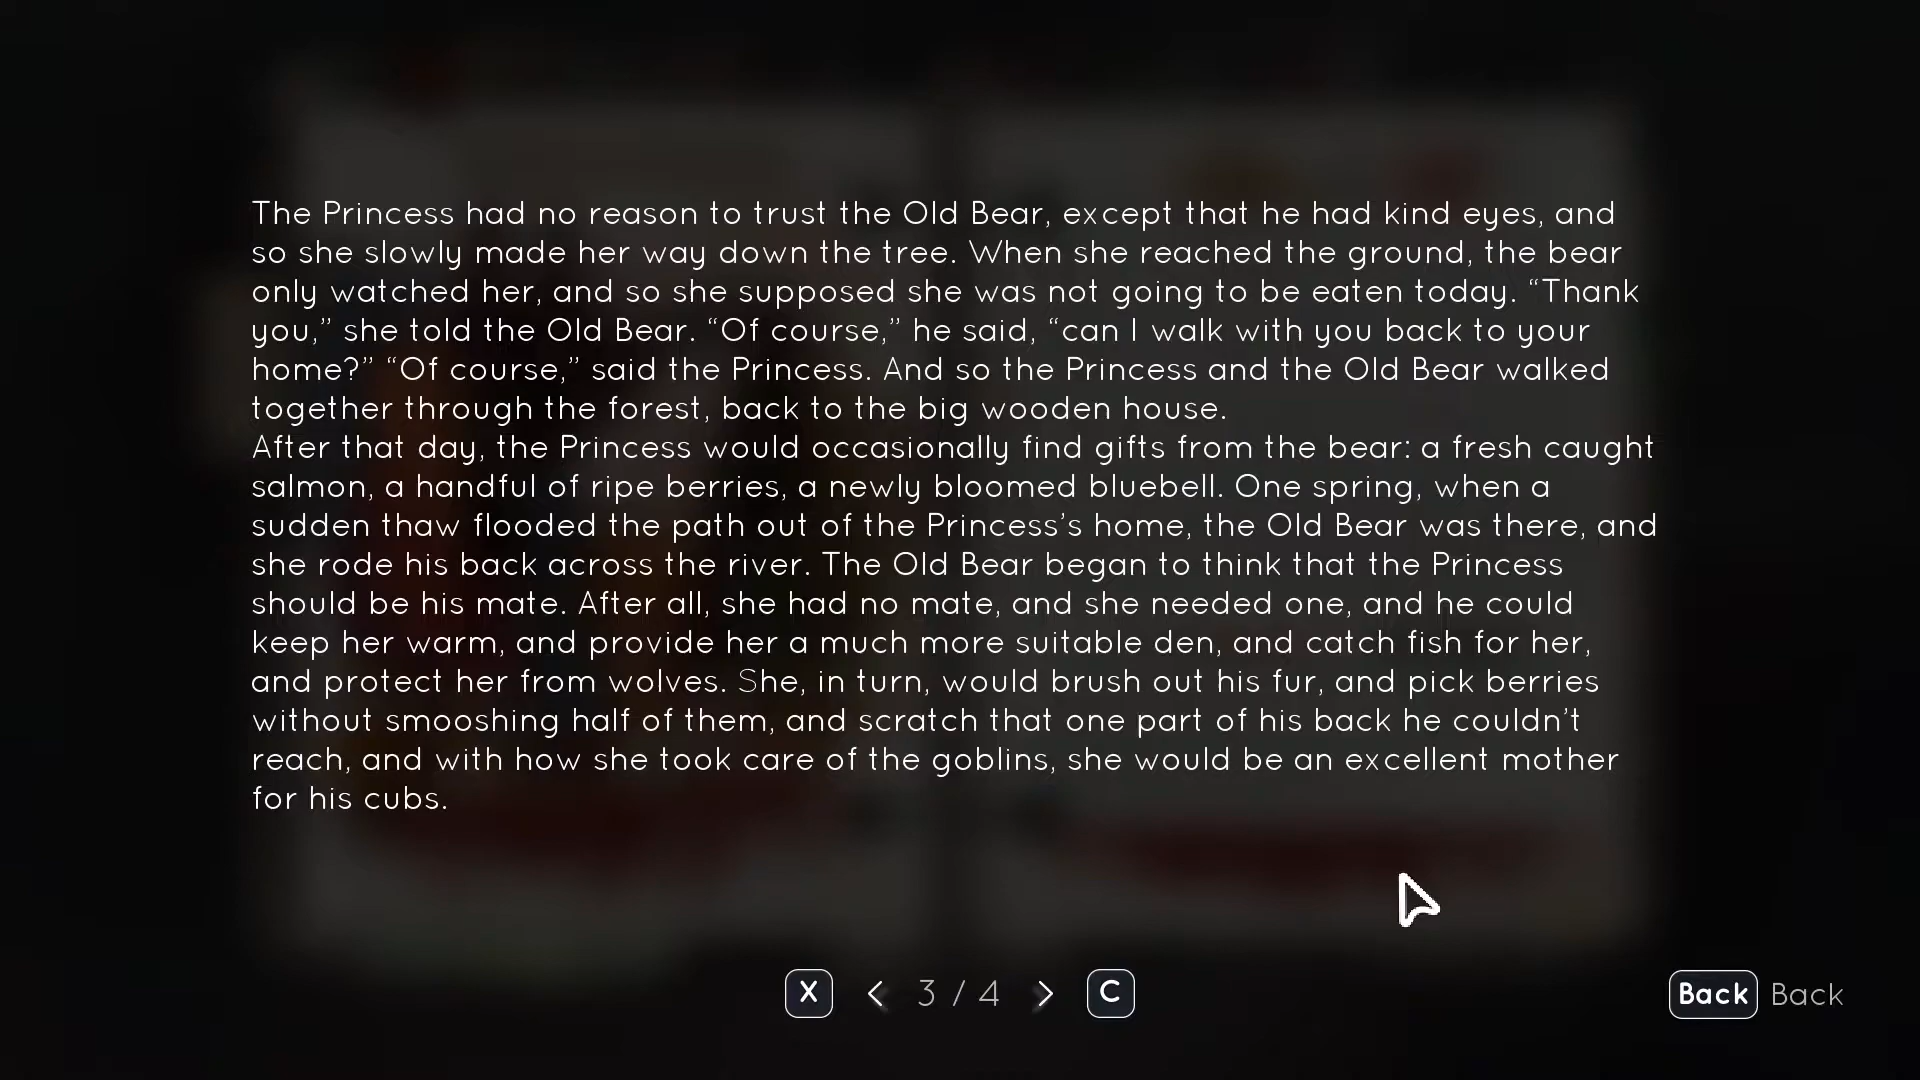 The Princess had no reason to trust the Old Bear, except that he had kind eyes, and
so she slowly made her way down the tree. When she reached the ground, the bear
only watched her, and so she supposed she was not going to be eaten today. “Thank
you,” she told the Old Bear. “Of course,” he said, “can I walk with you back to your
home?” “Of course,” said the Princess. And so the Princess and the Old Bear walked
together through the forest, back to the big wooden house.
After that day, the Princess would occasionally find gifts from the bear: a fresh caught
salmon, a handful of ripe berries, a newly bloomed bluebell. One spring, when a
sudden thaw flooded the path out of the Princess’s home, the Old Bear was there, and
she rode his back across the river. The Old Bear began to think that the Princess
should be his mate. After all, she had no mate, and she needed one, and he could
keep her warm, and provide her a much more suitable den, and catch fish for her,
and protect her from wolves. She, in turn, would brush out his fur, and pick berries
without smooshing half of them, and scratch that one part of his back he couldn’t
reach, and with how she took care of the goblins, she would be an excellent mother
for his cubs.
X < 3 / 4 > C
Back Back